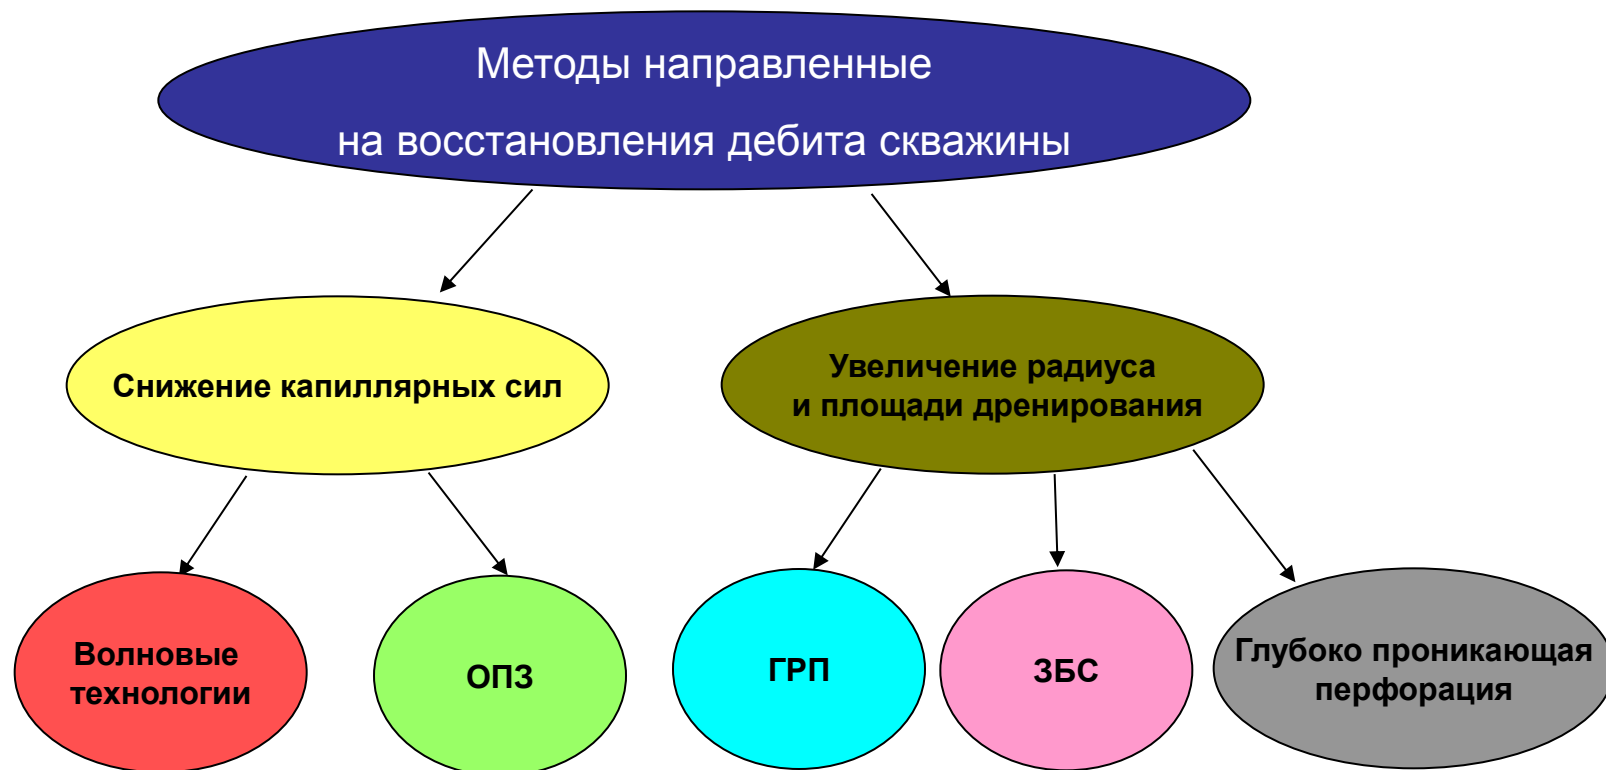 Методы направленные
на восстановления дебита скважины
Снижение капиллярных сил
Увеличение радиуса
и площади дренирования
Волновые
технологии
ОПЗ
ГРП
ЗБС
Глубоко проникающая
перфорация